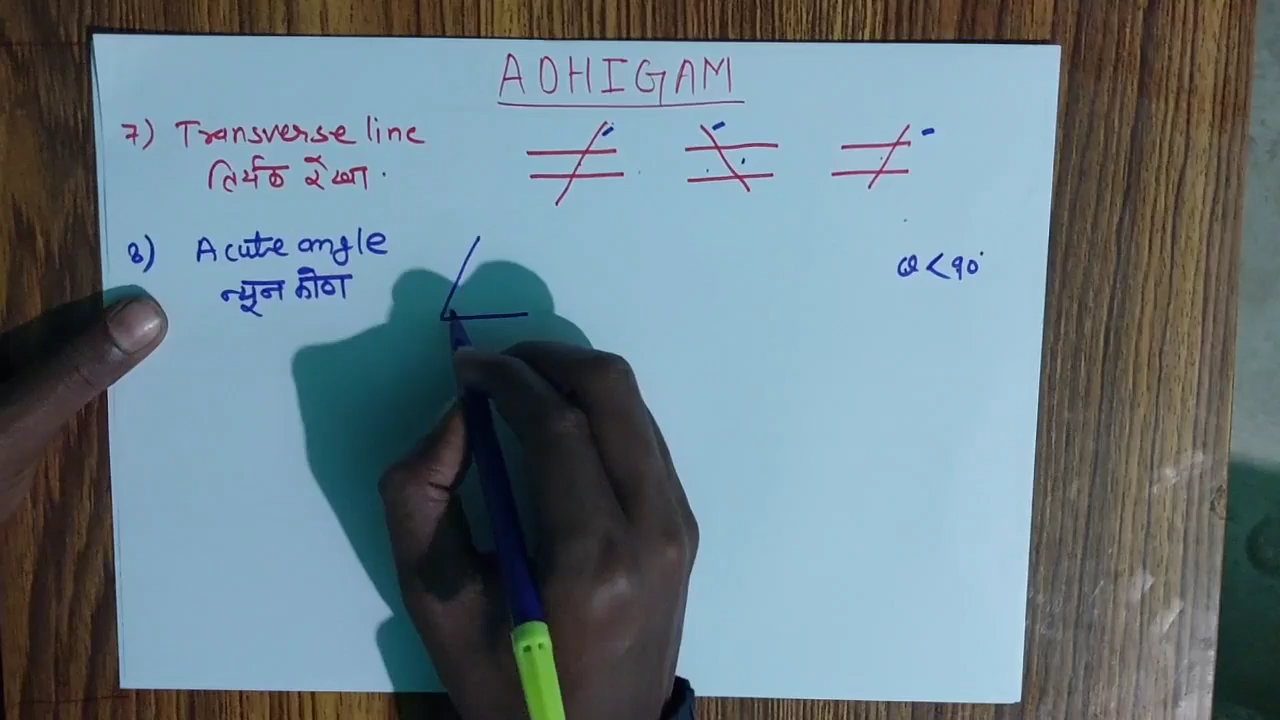 ADHIGAM
7) Transverse line
तिर्यक रेखा.
8) Acute angle
न्यून कोण
θ < 90°